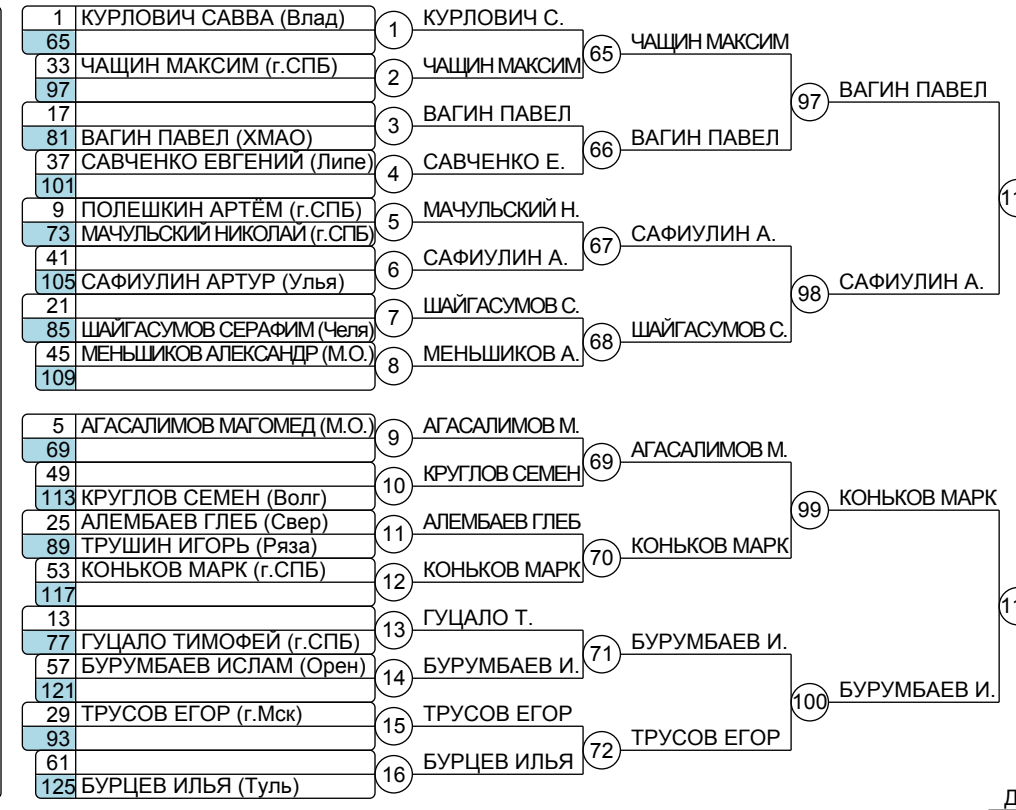 1 КУРЛОВИЧ САВВА (Влад)
65
1 КУРЛОВИЧ С.
33 ЧАЩИН МАКСИМ (г.СПБ)
97
2 ЧАЩИН МАКСИМ
65 ЧАЩИН МАКСИМ
17
81 ВАГИН ПАВЕЛ (ХМАО)
3 ВАГИН ПАВЕЛ
37 САВЧЕНКО ЕВГЕНИЙ (Липе)
101
4 САВЧЕНКО Е.
66 ВАГИН ПАВЕЛ
97 ВАГИН ПАВЕЛ
9 ПОЛЕШКИН АРТЁМ (г.СПБ)
73 МАЧУЛЬСКИЙ НИКОЛАЙ (г.СПБ)
5 МАЧУЛЬСКИЙ Н.
41
105 САФИУЛИН АРТУР (Улья)
6 САФИУЛИН А.
67 САФИУЛИН А.
21
85 ШАЙГАСУМОВ СЕРАФИМ (Челя)
7 ШАЙГАСУМОВ С.
45 МЕНЬШИКОВ АЛЕКСАНДР (М.О.)
109
8 МЕНЬШИКОВ А.
68 ШАЙГАСУМОВ С.
98 САФИУЛИН А.
5 АГАСАЛИМОВ МАГОМЕД (М.О.)
69
9 АГАСАЛИМОВ М.
49
113 КРУГЛОВ СЕМЕН (Волг)
10 КРУГЛОВ СЕМЕН
69 АГАСАЛИМОВ М.
25 АЛЕМБАЕВ ГЛЕБ (Свер)
89 ТРУШИН ИГОРЬ (Ряза)
11 АЛЕМБАЕВ ГЛЕБ
53 КОНЬКОВ МАРК (г.СПБ)
117
12 КОНЬКОВ МАРК
70 КОНЬКОВ МАРК
99 КОНЬКОВ МАРК
13
77 ГУЦАЛО ТИМОФЕЙ (г.СПБ)
13 ГУЦАЛО Т.
57 БУРУМБАЕВ ИСЛАМ (Орен)
121
14 БУРУМБАЕВ И.
71 БУРУМБАЕВ И.
29 ТРУСОВ ЕГОР (г.Мск)
93
15 ТРУСОВ ЕГОР
61
125 БУРЦЕВ ИЛЬЯ (Туль)
16 БУРЦЕВ ИЛЬЯ
72 ТРУСОВ ЕГОР
100 БУРУМБАЕВ И.